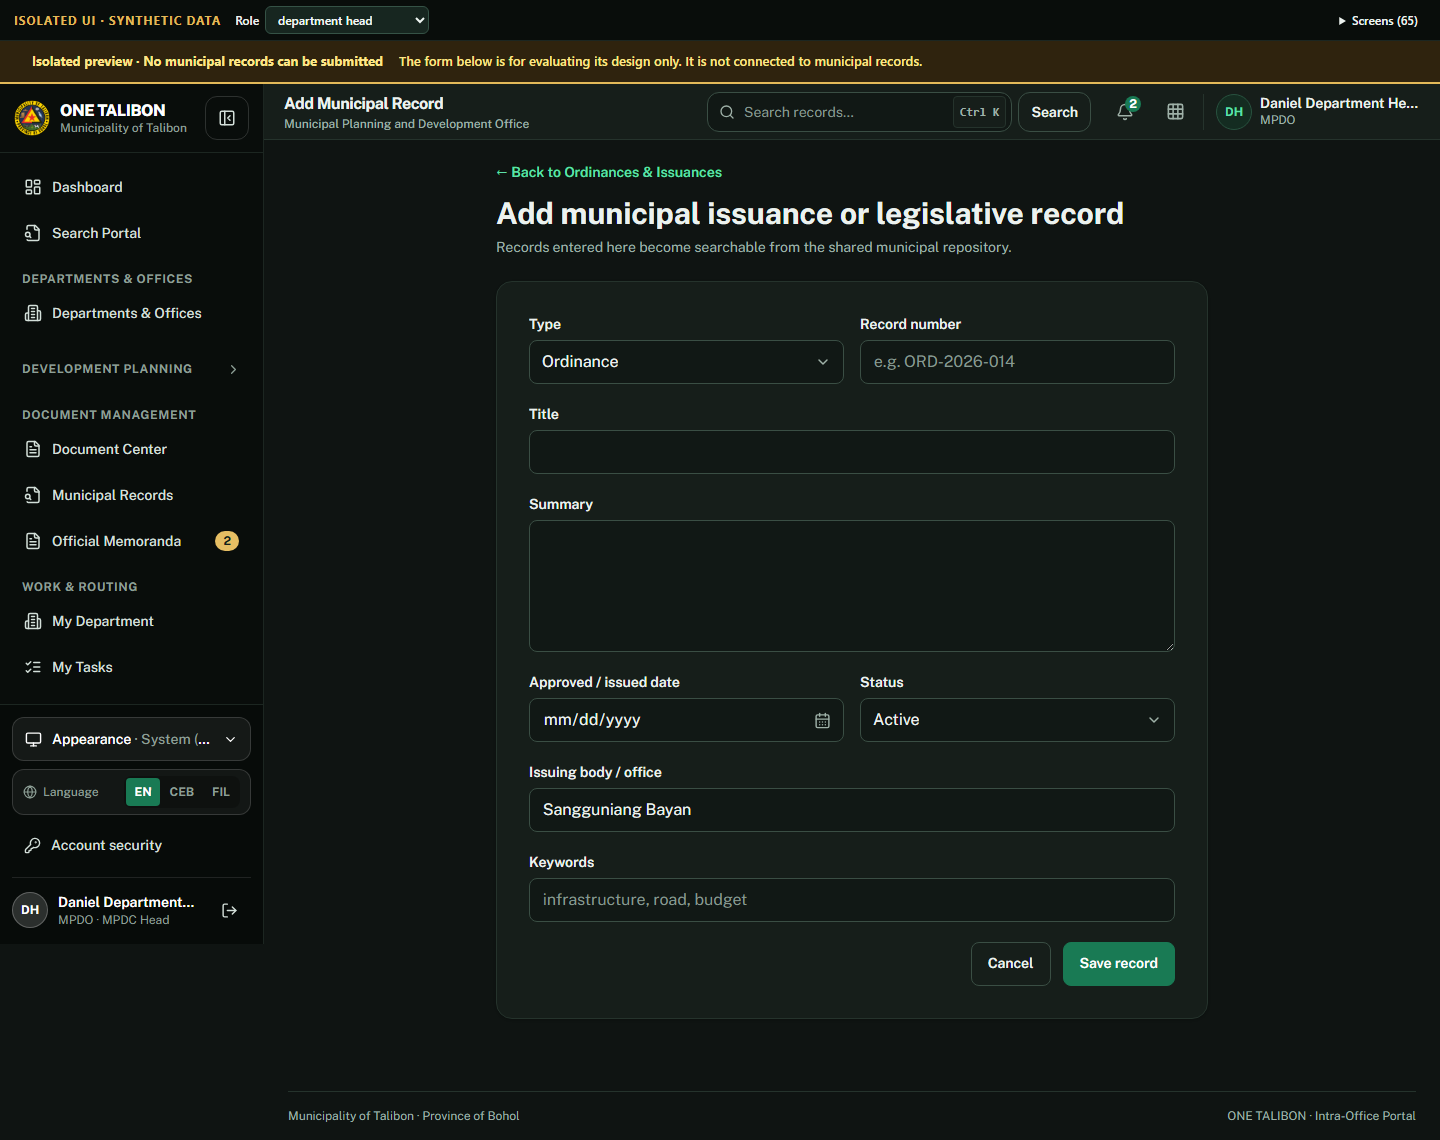 ISOLATED UI · SYNTHETIC DATA Role department head Screens (65)
Isolated preview · No municipal records can be submitted The form below is for evaluating its design only. It is not connected to municipal records.
ONE TALIBON
Municipality of Talibon
Add Municipal Record
Municipal Planning and Development Office
Search records... Ctrl K Search 2
DH Daniel Department He...
MPDO
Dashboard
Search Portal
DEPARTMENTS & OFFICES
Departments & Offices
DEVELOPMENT PLANNING
DOCUMENT MANAGEMENT
Document Center
Municipal Records
Official Memoranda 2
WORK & ROUTING
My Department
My Tasks
Appearance · System (...
Language EN CEB FIL
Account security
DH Daniel Department...
MPDO · MPDC Head
← Back to Ordinances & Issuances
Add municipal issuance or legislative record
Records entered here become searchable from the shared municipal repository.
Type Record number
Ordinance e.g. ORD-2026-014
Title
Summary
Approved / issued date Status
mm/dd/yyyy Active
Issuing body / office
Sangguniang Bayan
Keywords
infrastructure, road, budget
Cancel Save record
Municipality of Talibon · Province of Bohol ONE TALIBON · Intra-Office Portal